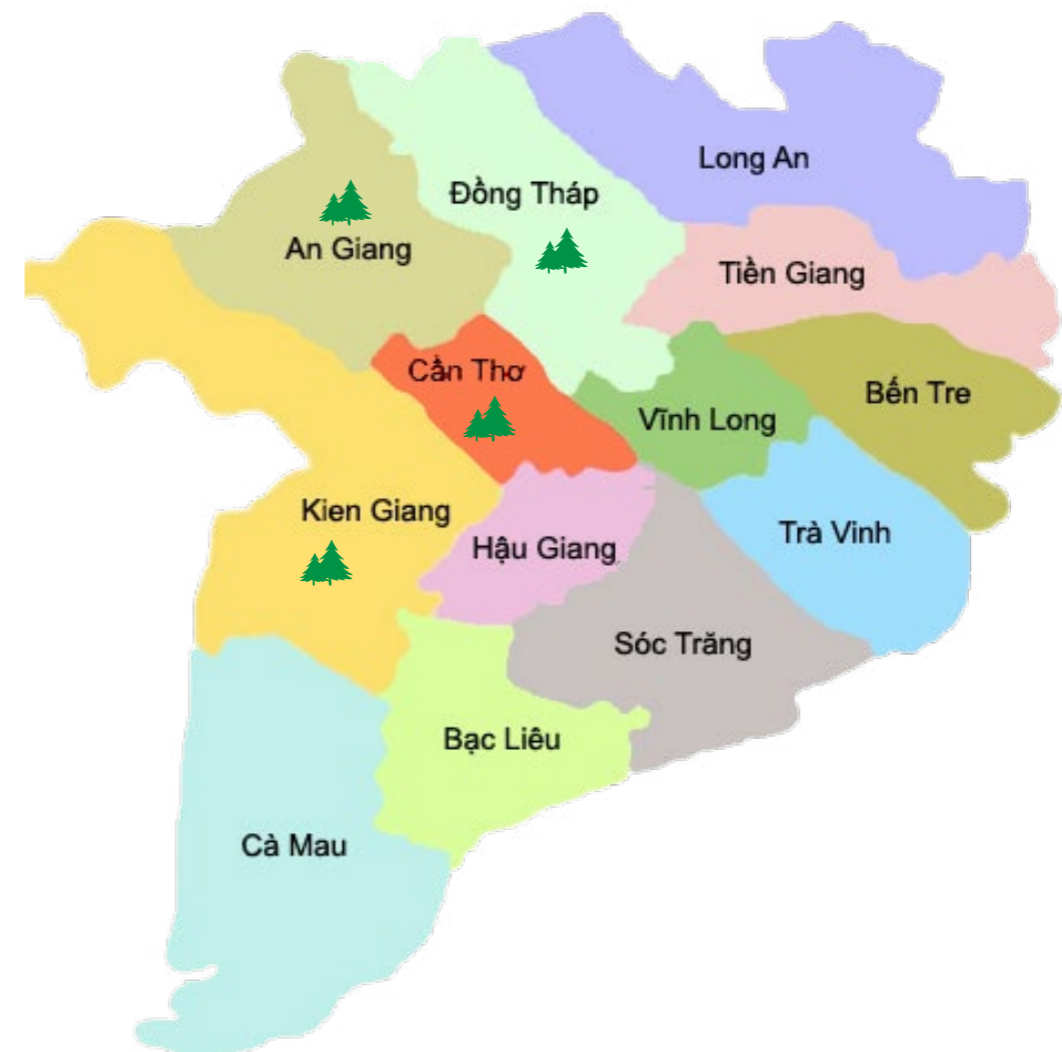 Long An
Đồng Tháp
An Giang
Tiền Giang
Cần Thơ
Bến Tre
Vĩnh Long
Kien Giang
Trà Vinh
Hậu Giang
Sóc Trăng
Bạc Liêu
Cà Mau